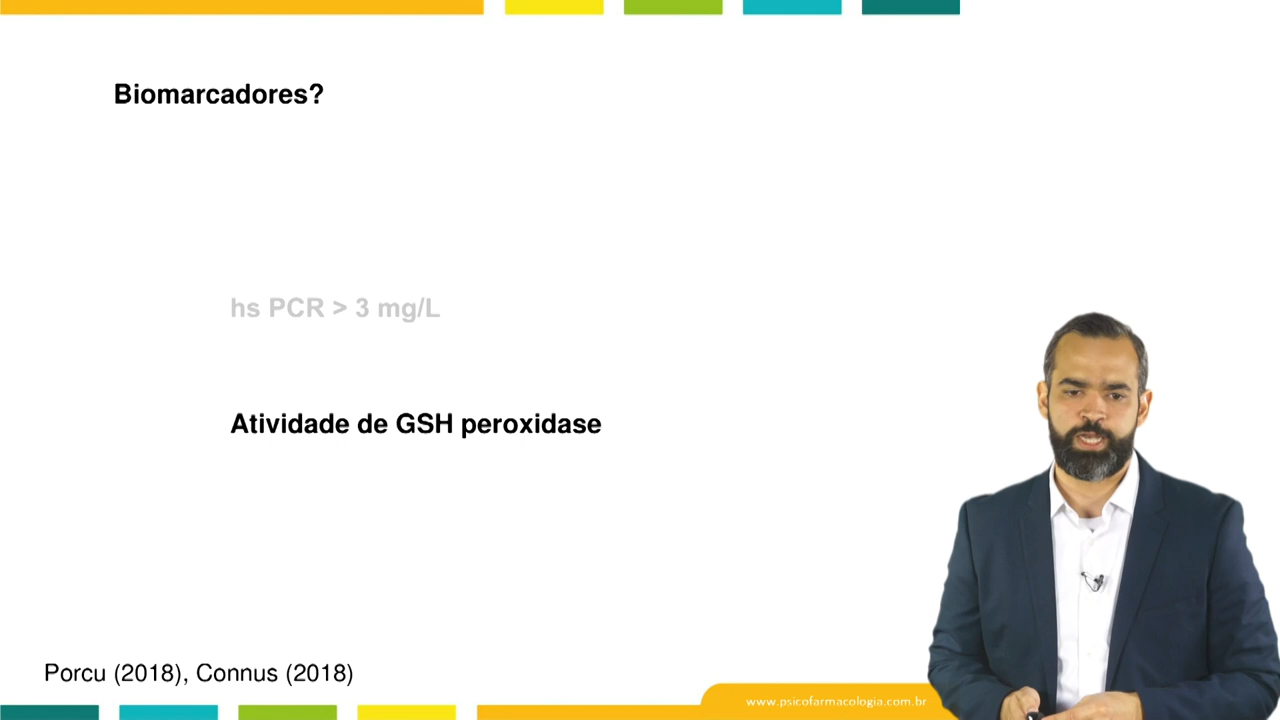 Biomarcadores?
hs PCR > 3 mg/L
Atividade de GSH peroxidase
Porcu (2018), Connus (2018)
www.psicofarmacologia.com.br